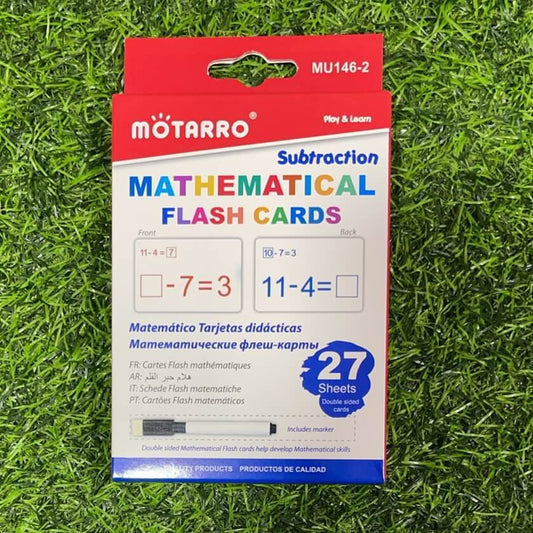 MU146-2
MOTARRO®
Play & Learn
Subtraction
MATHEMATICAL
FLASH CARDS
Front
Back
11-4=7
□-7=3
10-7=3
11-4=□
Matemático Tarjetas didácticas
Математические флеш-карты
FR: Cartes Flash mathématiques
AR: هلام حبر القلم
IT: Schede Flash matematiche
PT: Cartões Flash matemáticos
27
Sheets
Double sided
cards
Includes marker
Double sided Mathematical Flash cards help develop Mathematical skills
QUALITY PRODUCTS PRODUCTOS DE CALIDAD